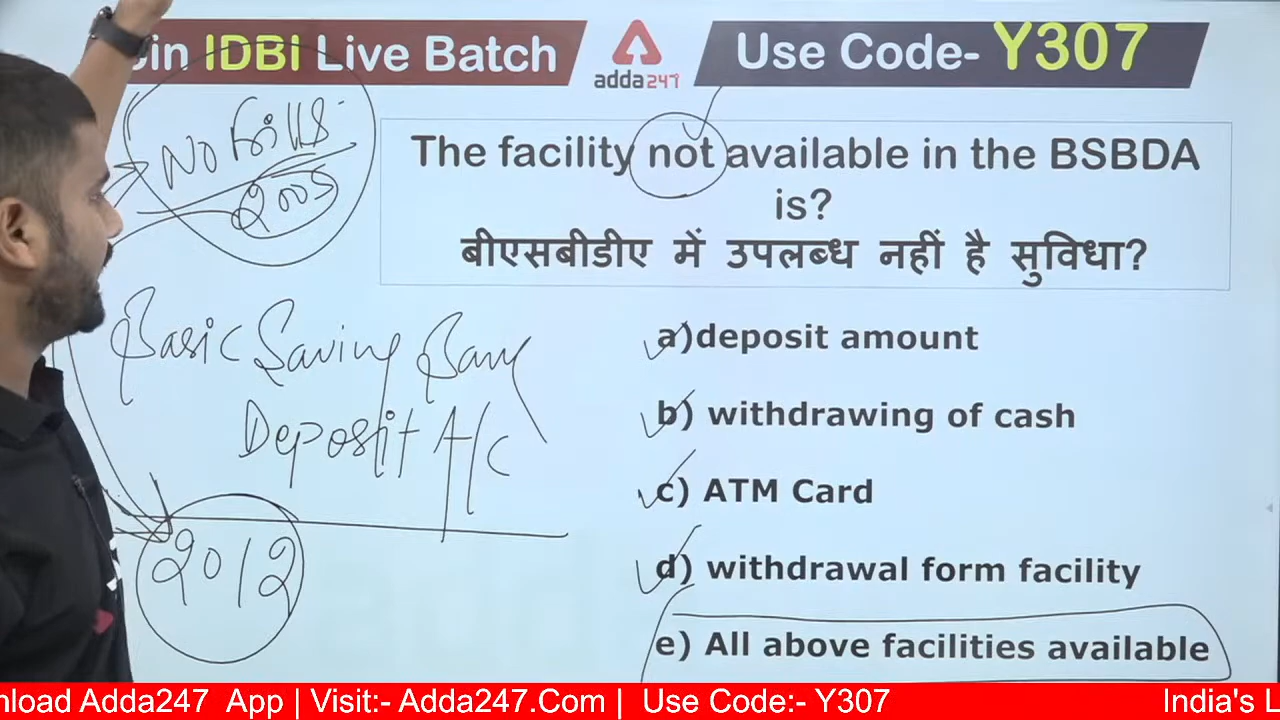 in IDBI Live Batch
adda247
Use Code- Y307
No Frills
2005
The facility not available in the BSBDA
is?
बीएसबीडीए में उपलब्ध नहीं है सुविधा?
Basic Saving Bank
Deposit A/C
2012
a)deposit amount
b) withdrawing of cash
c) ATM Card
d) withdrawal form facility
e) All above facilities available
nload Adda247 App | Visit:- Adda247.Com | Use Code:- Y307
India's L